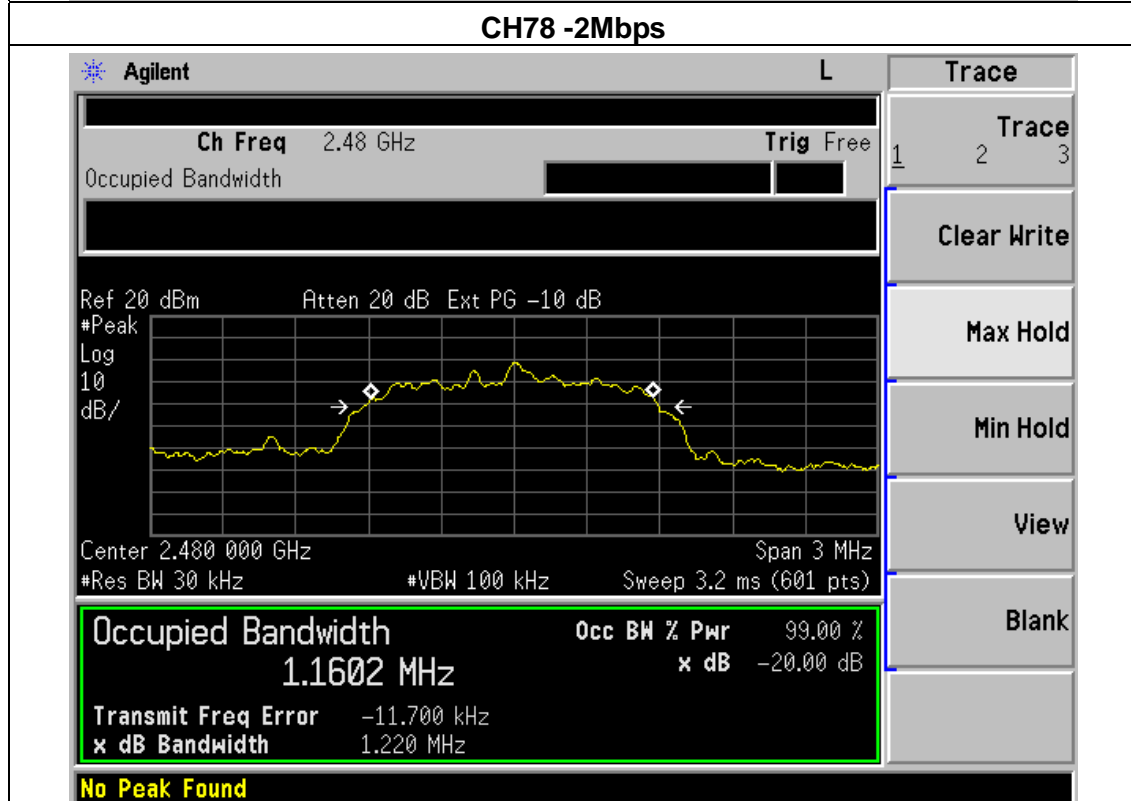 CH78 -2Mbps
Agilent L Trace
Ch Freq 2.48 GHz Trig Free
Occupied Bandwidth
Trace
1 2 3
Clear Write
Max Hold
Min Hold
View
Blank
Ref 20 dBm Atten 20 dB Ext PG -10 dB
#Peak
Log
10
dB/
Center 2.480 000 GHz Span 3 MHz
#Res BW 30 kHz #VBW 100 kHz Sweep 3.2 ms (601 pts)
Occupied Bandwidth Occ BW % Pwr 99.00 %
1.1602 MHz x dB -20.00 dB
Transmit Freq Error -11.700 kHz
x dB Bandwidth 1.220 MHz
No Peak Found